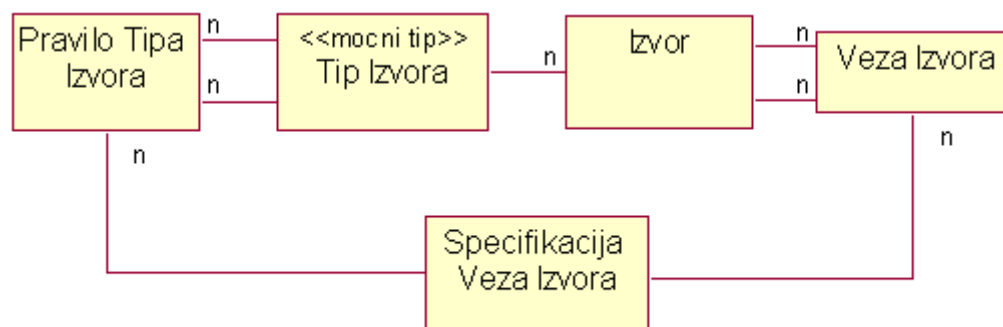 Pravilo Tipa
Izvora
n
n
n
<<mocni tip>>
Tip Izvora
n
Izvor
n
n
Veza Izvora
n
Specifikacija
Veza Izvora